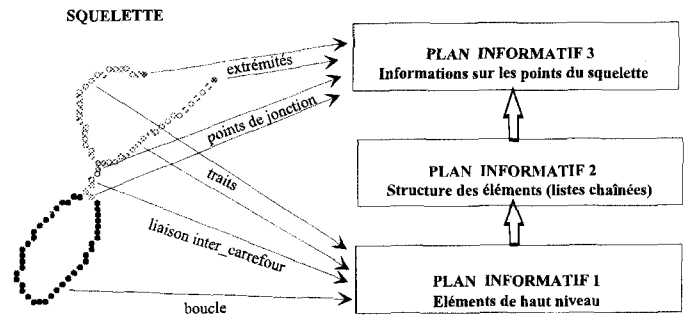 SQUELETTE
extrémités
points de jonction
traits
liaison inter_carrefour
boucle
PLAN INFORMATIF 3
Informations sur les points du squelette
PLAN INFORMATIF 2
Structure des éléments (listes chaînées)
PLAN INFORMATIF 1
Eléments de haut niveau